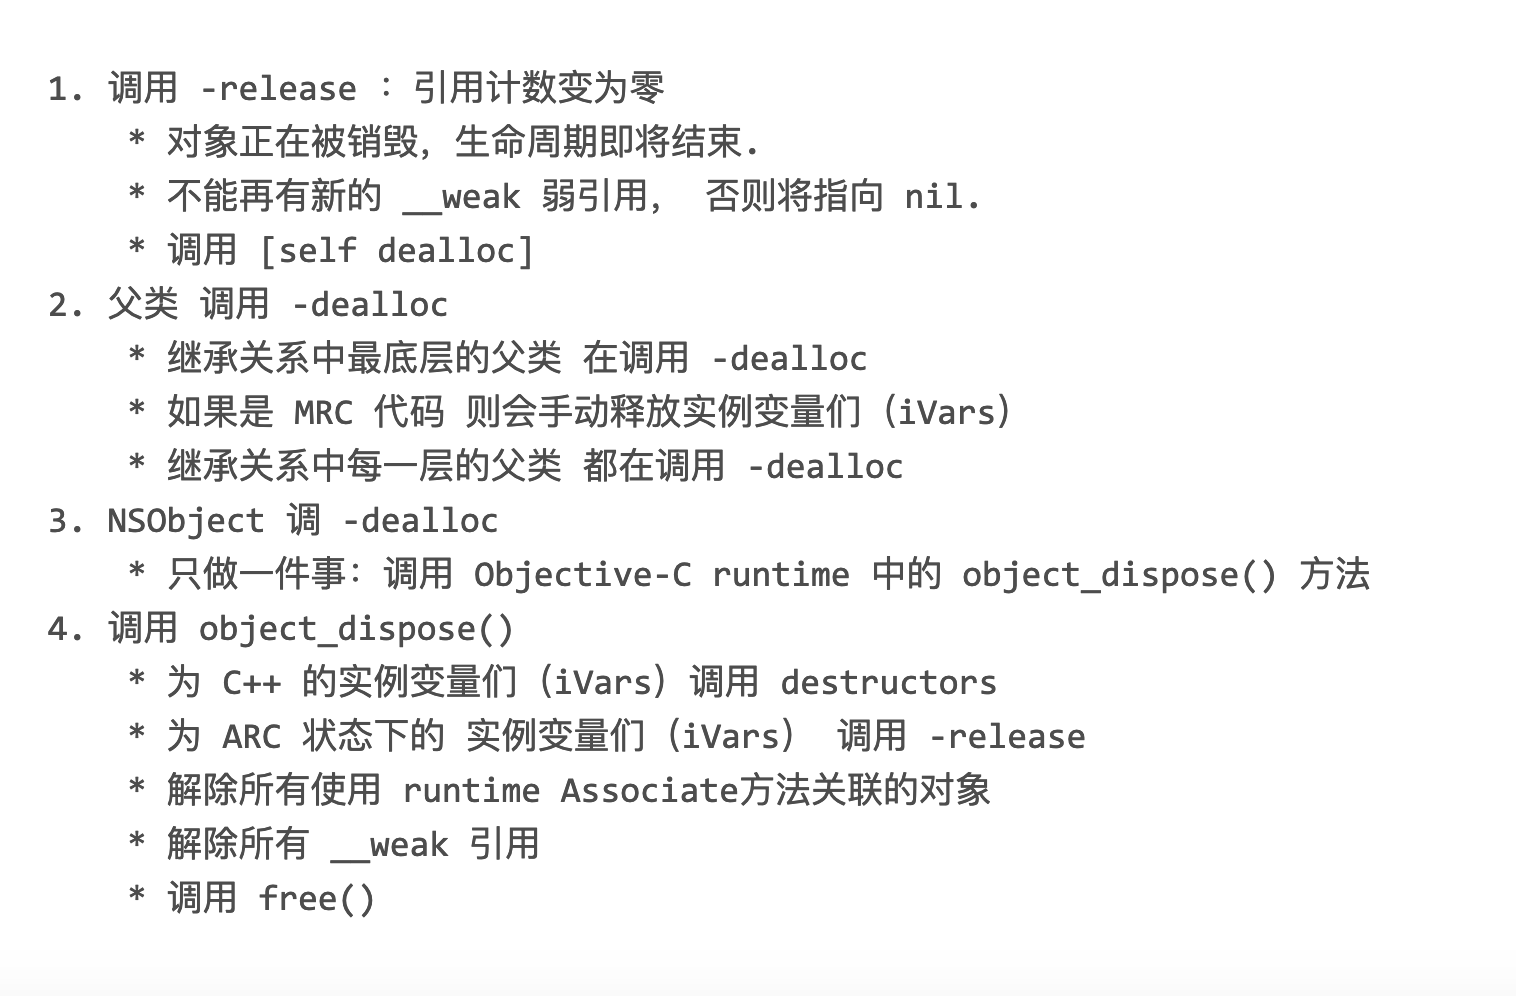 1. 调用 -release ：引用计数变为零
* 对象正在被销毁，生命周期即将结束.
* 不能再有新的 __weak 弱引用， 否则将指向 nil.
* 调用 [self dealloc]
2. 父类 调用 -dealloc
* 继承关系中最底层的父类 在调用 -dealloc
* 如果是 MRC 代码 则会手动释放实例变量们（iVars）
* 继承关系中每一层的父类 都在调用 -dealloc
3. NSObject 调 -dealloc
* 只做一件事：调用 Objective-C runtime 中的 object_dispose() 方法
4. 调用 object_dispose()
* 为 C++ 的实例变量们（iVars）调用 destructors
* 为 ARC 状态下的 实例变量们（iVars） 调用 -release
* 解除所有使用 runtime Associate方法关联的对象
* 解除所有 __weak 引用
* 调用 free()